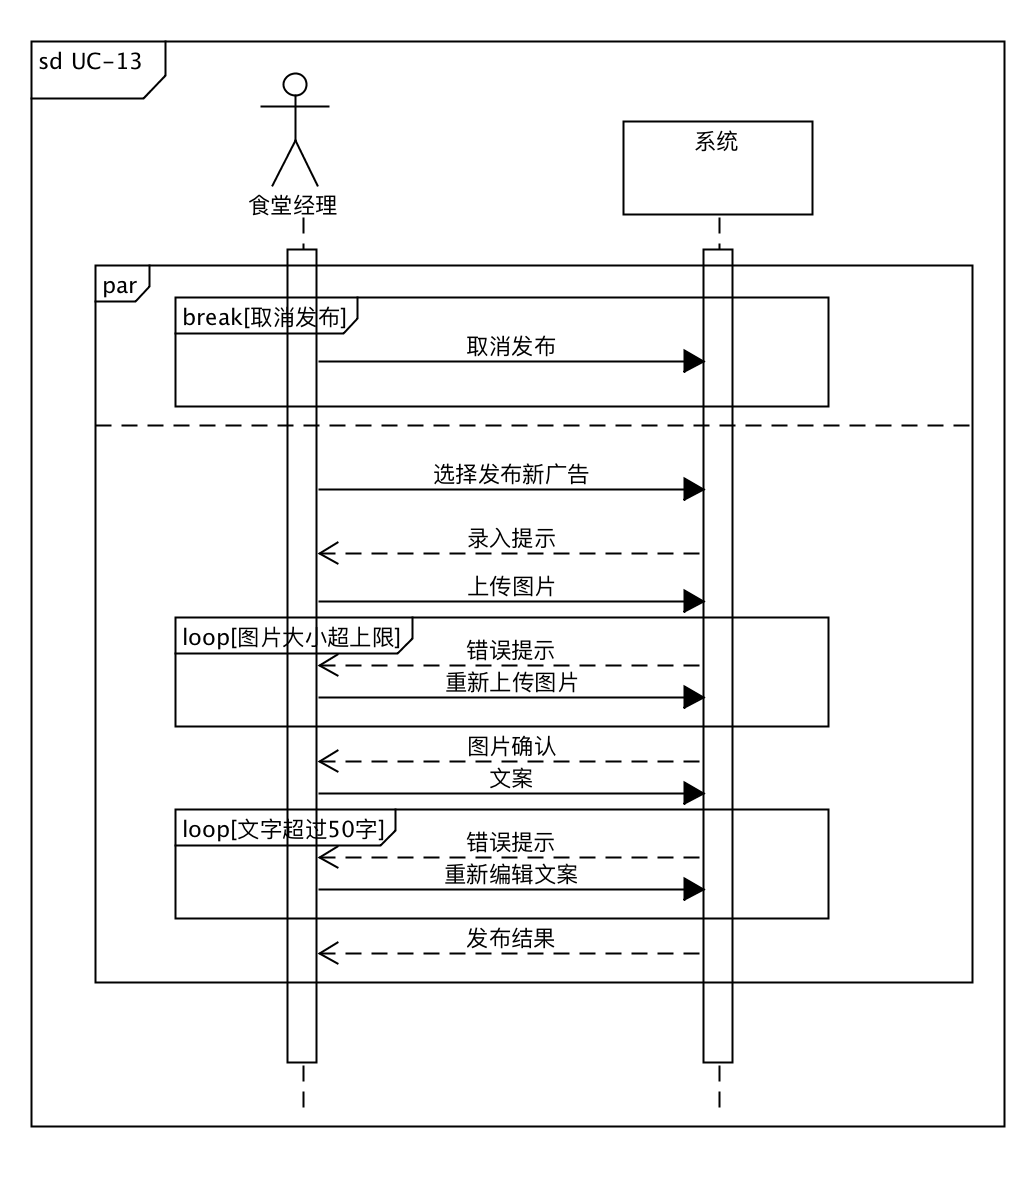 sd UC-13
食堂经理
系统
par
break[取消发布]
取消发布
选择发布新广告
录入提示
上传图片
loop[图片大小超上限]
错误提示
重新上传图片
图片确认
文案
loop[文字超过50字]
错误提示
重新编辑文案
发布结果